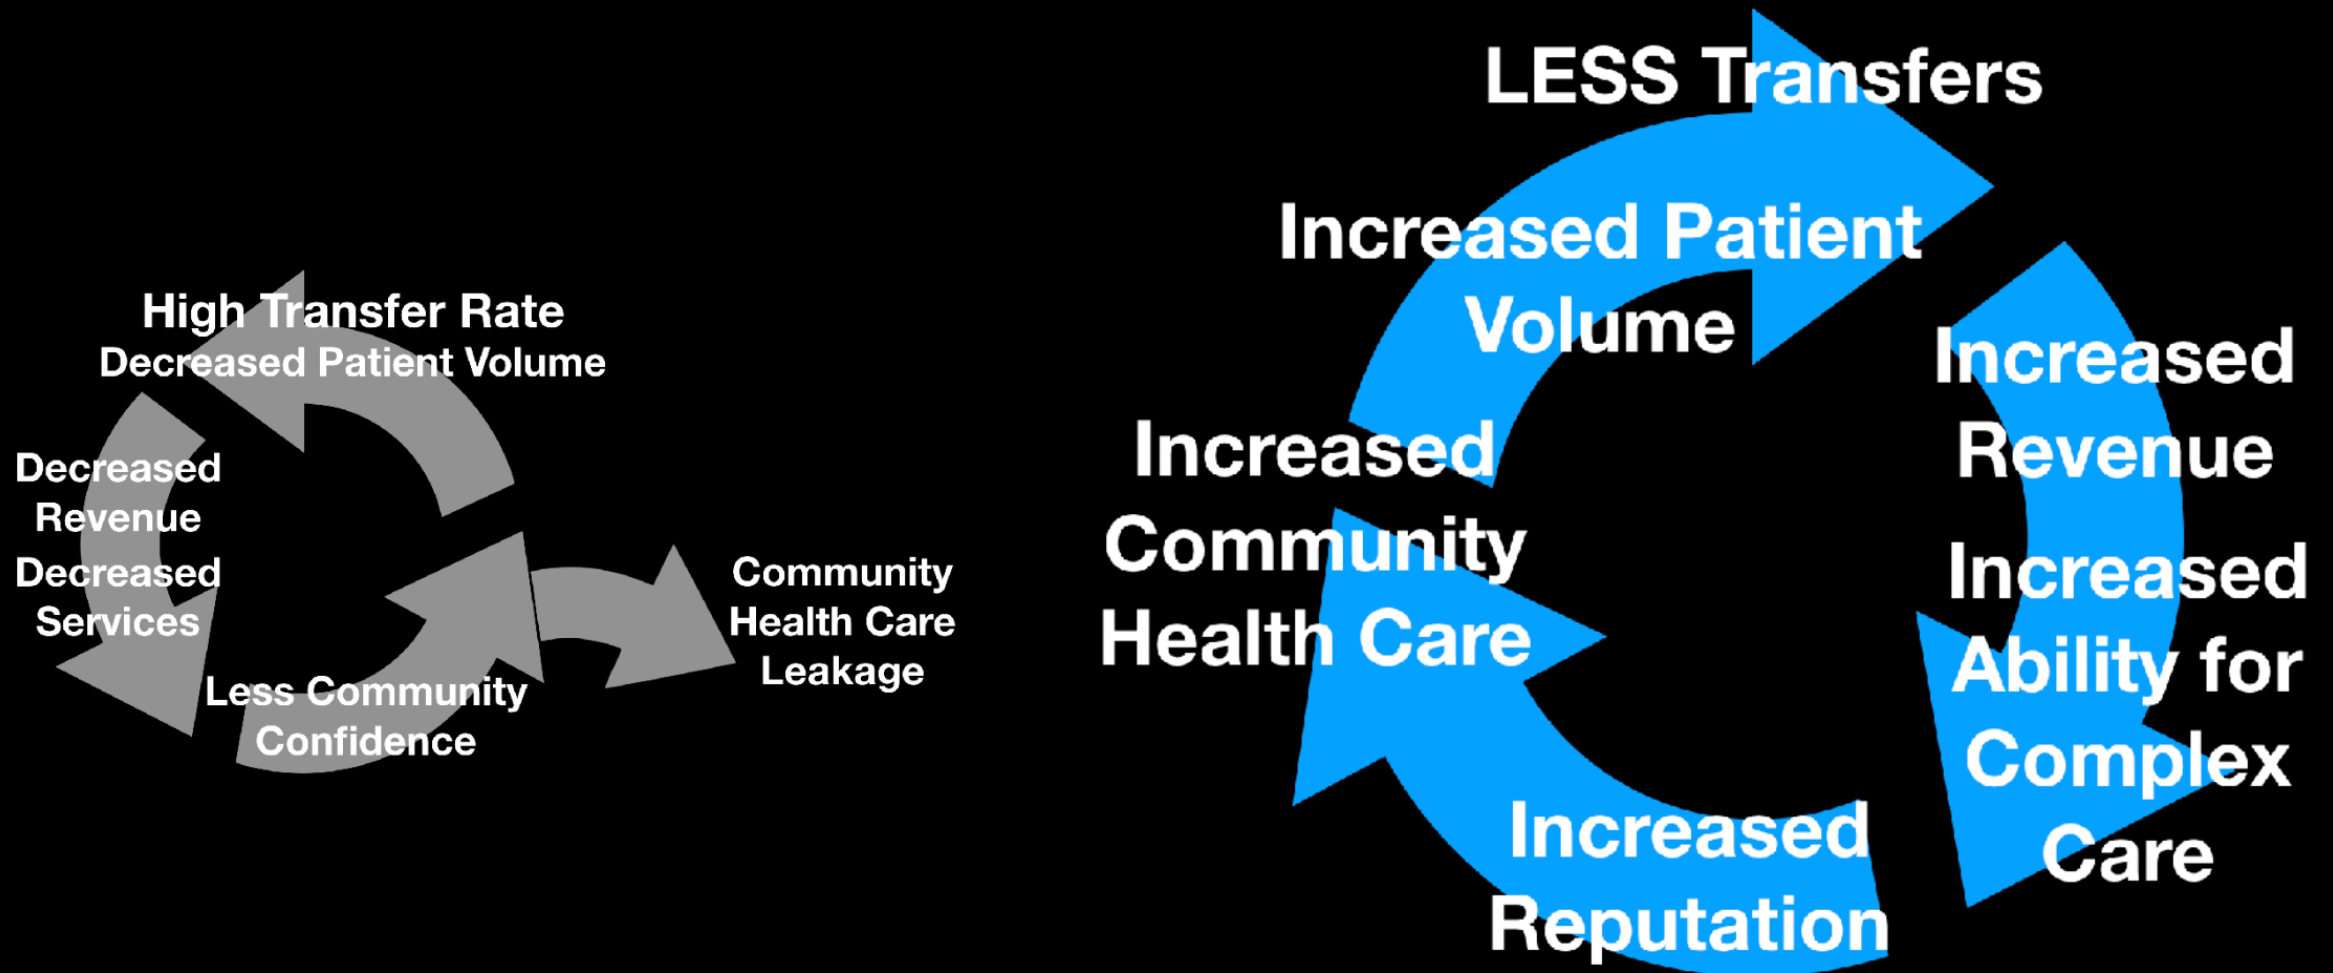 High Transfer Rate
Decreased Patient Volume
Decreased
Revenue
Decreased
Services
Less Community
Confidence
Community
Health Care
Leakage
LESS Transfers
Increased Patient
Volume
Increased
Revenue
Increased
Ability for
Complex
Care
Increased
Reputation
Increased
Community
Health Care